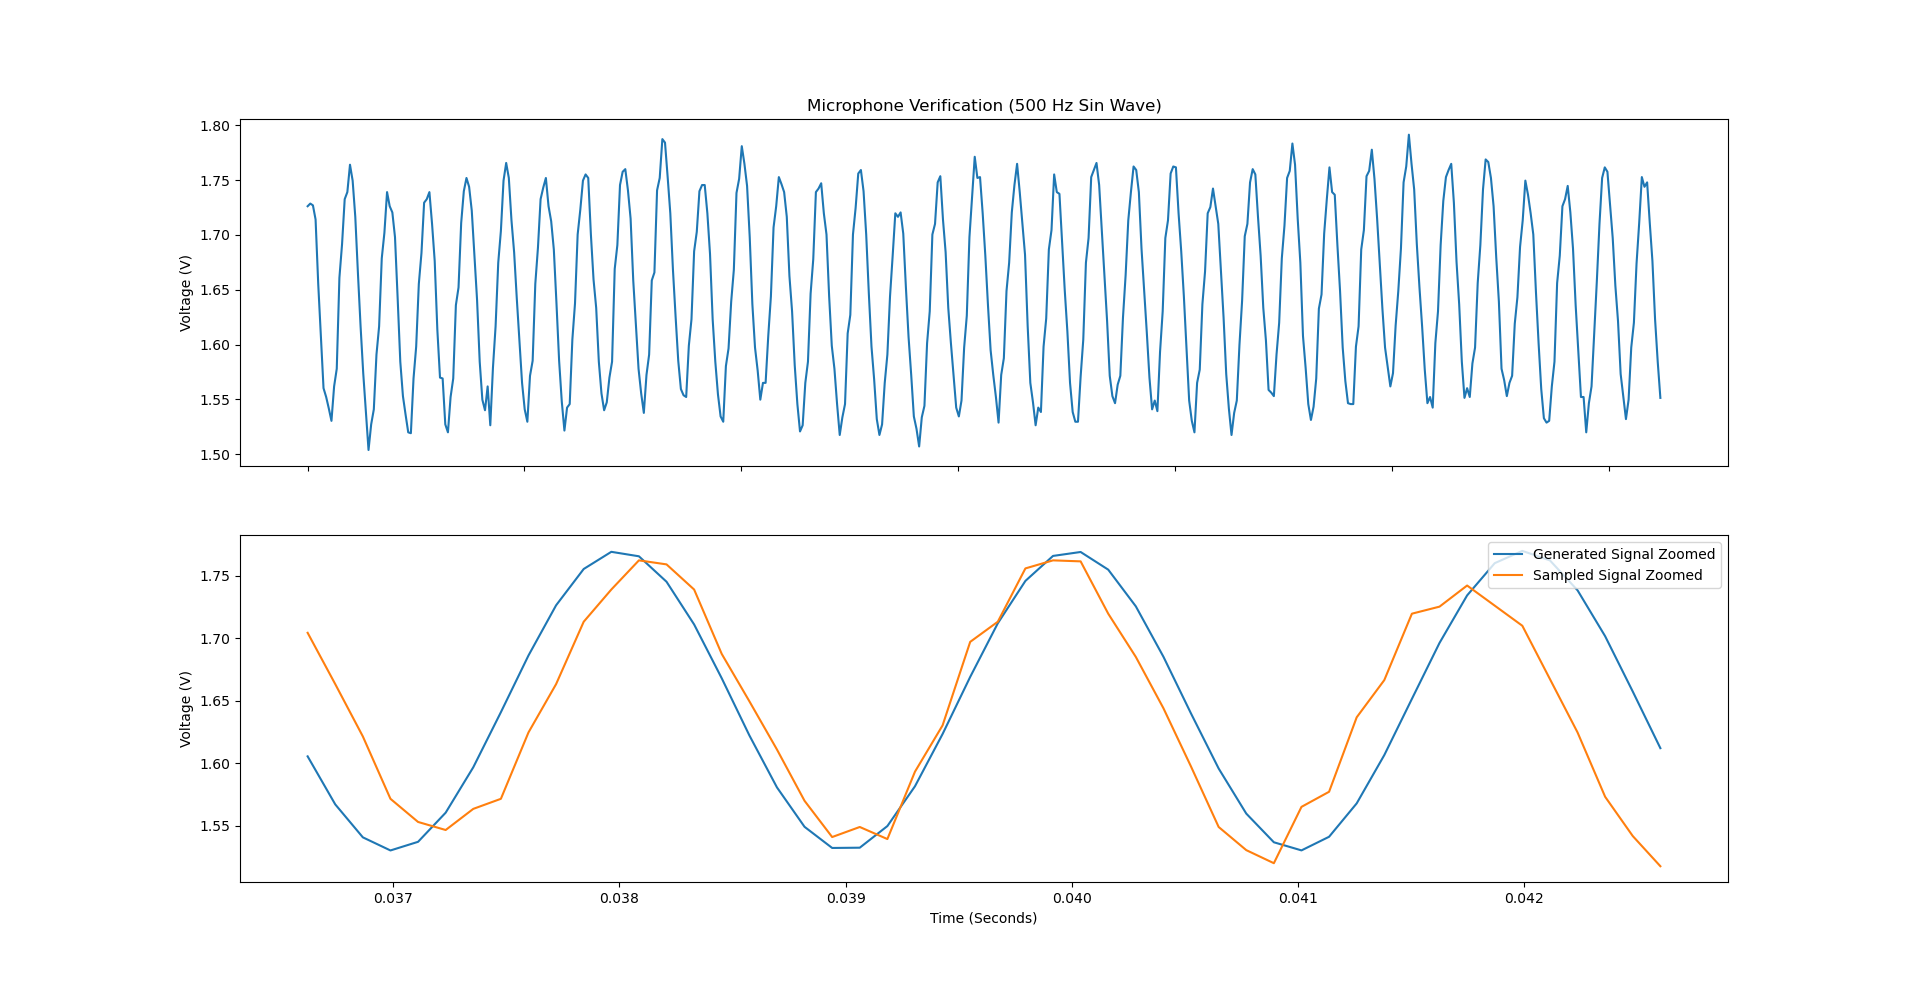 Microphone Verification (500 Hz Sin Wave)
1.80
1.75
1.70
1.65
1.60
1.55
1.50
Voltage (V)
Generated Signal Zoomed
Sampled Signal Zoomed
1.75
1.70
1.65
1.60
1.55
Voltage (V)
0.037 0.038 0.039 0.040 0.041 0.042
Time (Seconds)